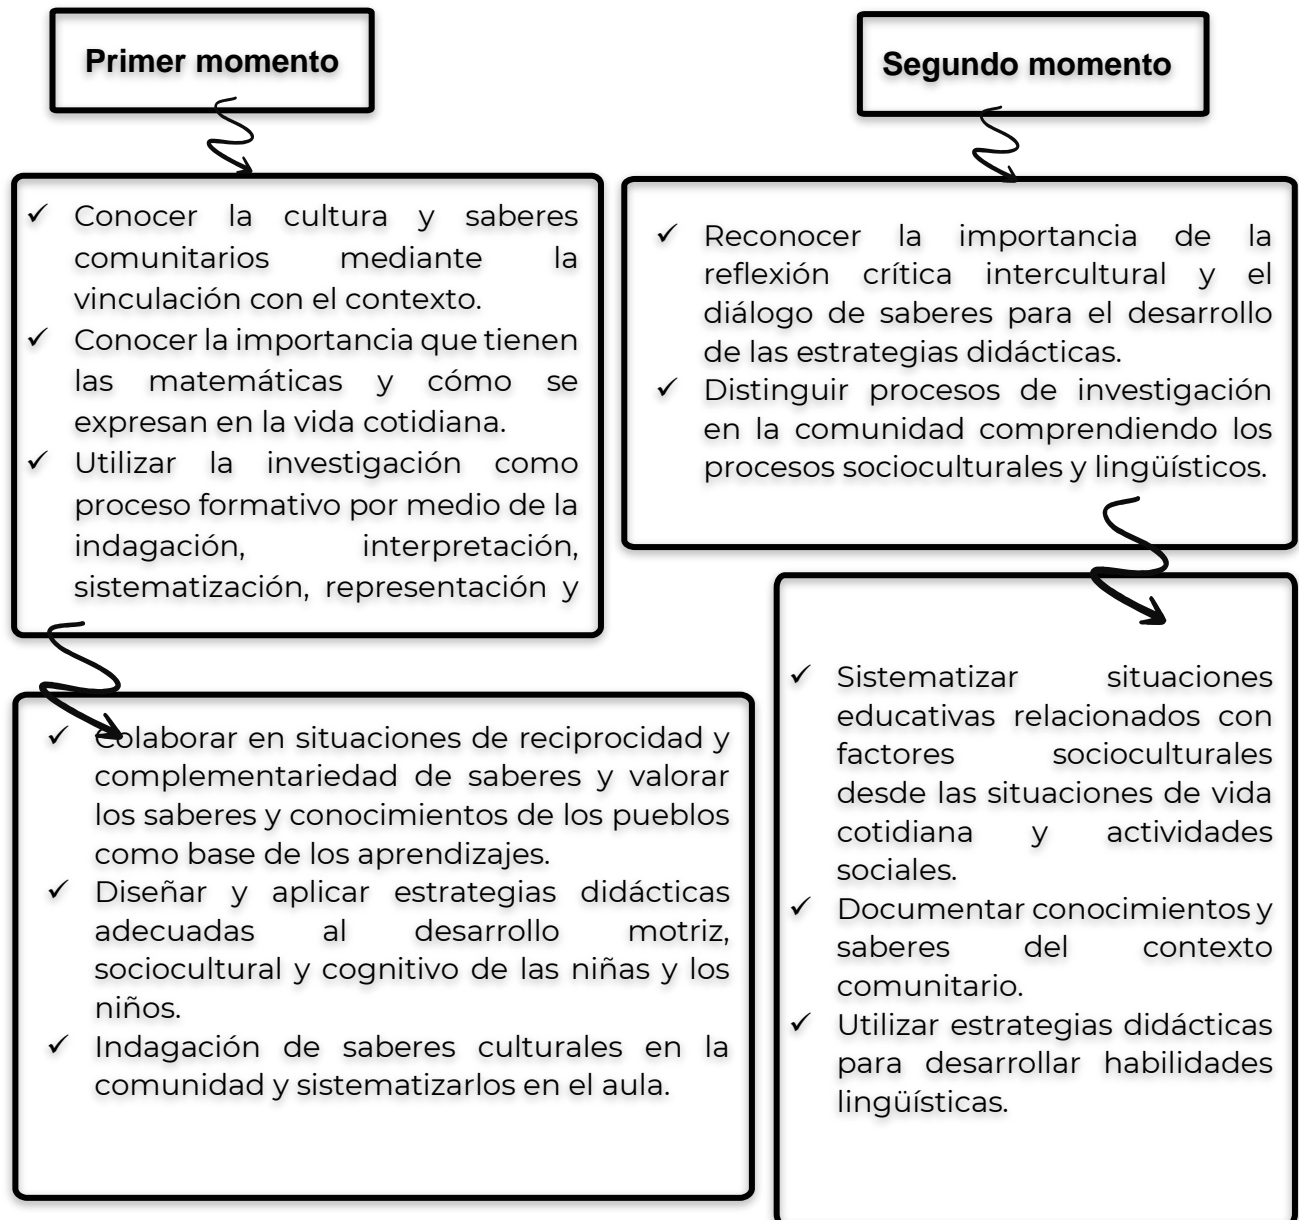 Primer momento
✓ Conocer la cultura y saberes
comunitarios mediante la
vinculación con el contexto.
✓ Conocer la importancia que tienen
las matemáticas y cómo se
expresan en la vida cotidiana.
✓ Utilizar la investigación como
proceso formativo por medio de la
indagación, interpretación,
sistematización, representación y
✓ Colaborar en situaciones de reciprocidad y
complementariedad de saberes y valorar
los saberes y conocimientos de los pueblos
como base de los aprendizajes.
✓ Diseñar y aplicar estrategias didácticas
adecuadas al desarrollo motriz,
sociocultural y cognitivo de las niñas y los
niños.
✓ Indagación de saberes culturales en la
comunidad y sistematizarlos en el aula.
Segundo momento
✓ Reconocer la importancia de la
reflexión crítica intercultural y el
diálogo de saberes para el desarrollo
de las estrategias didácticas.
✓ Distinguir procesos de investigación
en la comunidad comprendiendo los
procesos socioculturales y lingüísticos.
✓ Sistematizar situaciones
educativas relacionados con
factores socioculturales
desde las situaciones de vida
cotidiana y actividades
sociales.
✓ Documentar conocimientos y
saberes del contexto
comunitario.
✓ Utilizar estrategias didácticas
para desarrollar habilidades
lingüísticas.